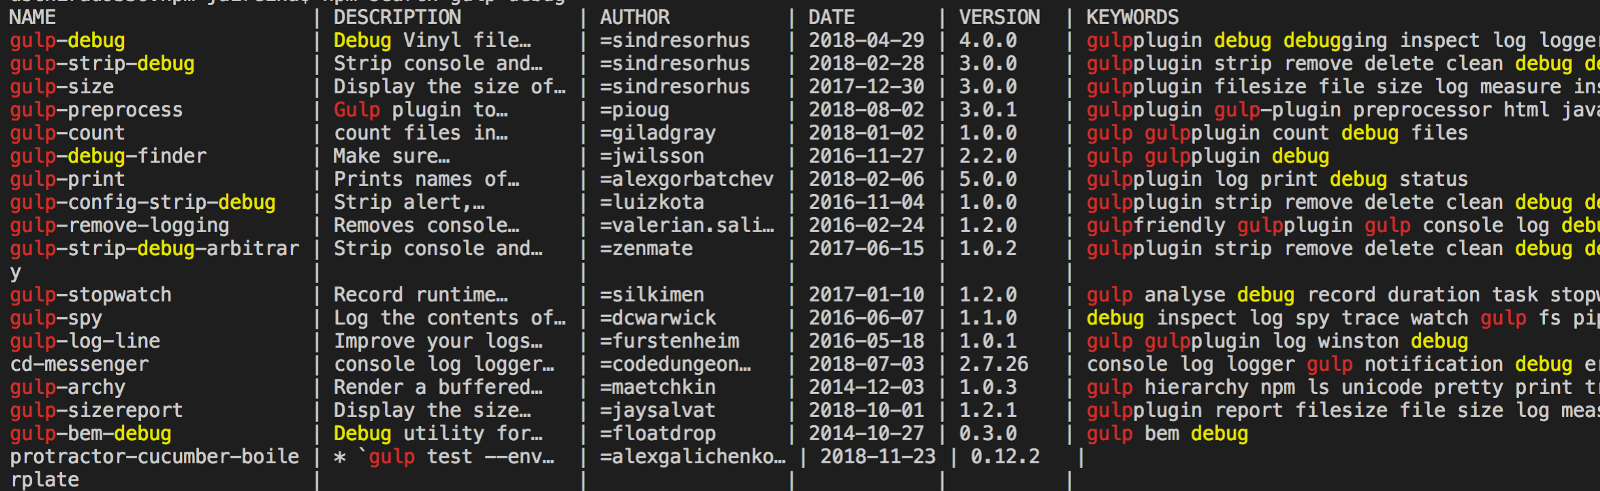 NAME | DESCRIPTION | AUTHOR | DATE | VERSION | KEYWORDS
gulp-debug | Debug Vinyl file… | =sindresorhus | 2018-04-29 | 4.0.0 | gulpplugin debug debugging inspect log logger
gulp-strip-debug | Strip console and… | =sindresorhus | 2018-02-28 | 3.0.0 | gulpplugin strip remove delete clean debug
gulp-size | Display the size of… | =sindresorhus | 2017-12-30 | 3.0.0 | gulpplugin filesize file size log measure
gulp-preprocess | Gulp plugin to… | =pioug | 2018-08-02 | 3.0.1 | gulpplugin gulp-plugin preprocessor html
gulp-count | count files in… | =giladgray | 2018-01-02 | 1.0.0 | gulp gulpplugin count debug files
gulp-debug-finder | Make sure… | =jwilsson | 2016-11-27 | 2.2.0 | gulp gulpplugin debug
gulp-print | Prints names of… | =alexgorbatchev | 2018-02-06 | 5.0.0 | gulpplugin log print debug status
gulp-config-strip-debug | Strip alert,… | =luizkota | 2016-11-04 | 1.0.0 | gulpplugin strip remove delete clean debug
gulp-remove-logging | Removes console… | =valerian.sali… | 2016-02-24 | 1.2.0 | gulpfriendly gulpplugin gulp console log
gulp-strip-debug-arbitrar | Strip console and… | =zenmate | 2017-06-15 | 1.0.2 | gulpplugin strip remove delete clean debug
y | | | | |
gulp-stopwatch | Record runtime… | =silkimen | 2017-01-10 | 1.2.0 | gulp analyse debug record duration task
gulp-spy | Log the contents of… | =dcwarwick | 2016-06-07 | 1.1.0 | debug inspect log spy trace watch gulp fs
gulp-log-line | Improve your logs… | =furstenheim | 2016-05-18 | 1.0.1 | gulp gulpplugin log winston debug
cd-messenger | console log logger… | =codedungeon… | 2018-07-03 | 2.7.26 | console log logger gulp notification debug
gulp-archy | Render a buffered… | =maetchkin | 2014-12-03 | 1.0.3 | gulp hierarchy npm ls unicode pretty print
gulp-sizereport | Display the size… | =jaysalvat | 2018-10-01 | 1.2.1 | gulpplugin report filesize file size log
gulp-bem-debug | Debug utility for… | =floatdrop | 2014-10-27 | 0.3.0 | gulp bem debug
protractor-cucumber-boile | * `gulp test --env… | =alexgalichenko… | 2018-11-23 | 0.12.2 |
rplate | | | | |